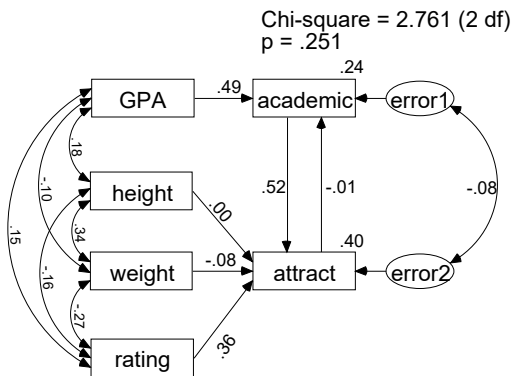 Chi-square = 2.761 (2 df)
p = .251
.24
GPA
.49
academic
error1
.18
-.10
height
.00
.52
-.01
-.08
.15
.34
-.16
.40
weight
-.08
attract
error2
-.27
rating
.36